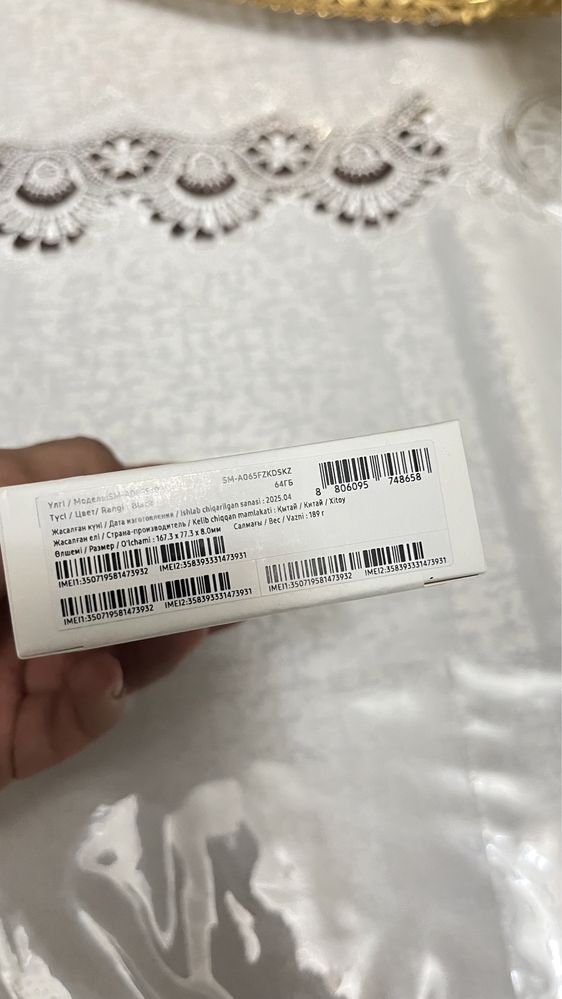 SM-A065FZKDSKZ
Үлгі / Модель:
64ГБ
Түсі / Цвет / Rangi : Black
Жасалған күні / Дата изготовления / Ishlab chiqarilgan sanasi : 2025.04
Жасалған елі / Страна-производитель / Kelib chiqqan mamlakati : Қытай / Китай / Xitoy
Өлшемі / Размер / O'lchami : 167.3 x 77.3 x 8.0мм
Салмағы / Вес / Vazni : 189 г
8 806095 748658
IMEI1:350719581473932 IMEI2:358393331473931
IMEI1:350719581473932 IMEI2:358393331473931
IMEI1:350719581473932 IMEI2:358393331473931